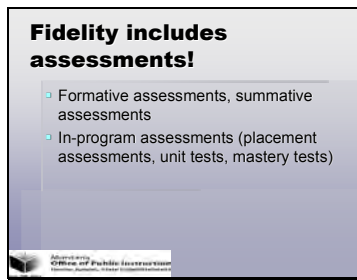 Fidelity includes
assessments!
Formative assessments, summative
assessments
In-program assessments (placement
assessments, unit tests, mastery tests)
Office of Public Instruction